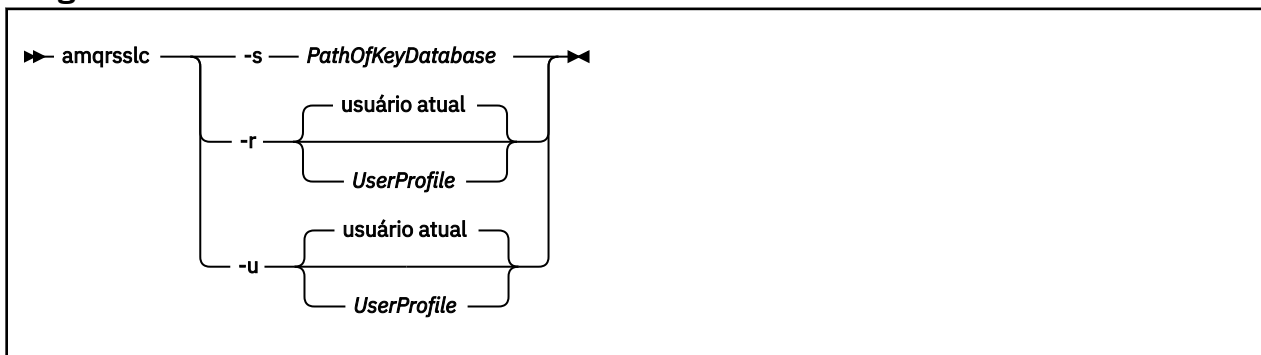 amqrsslc -s PathOfKeyDatabase
usuário atual
-r
UserProfile
usuário atual
-u
UserProfile